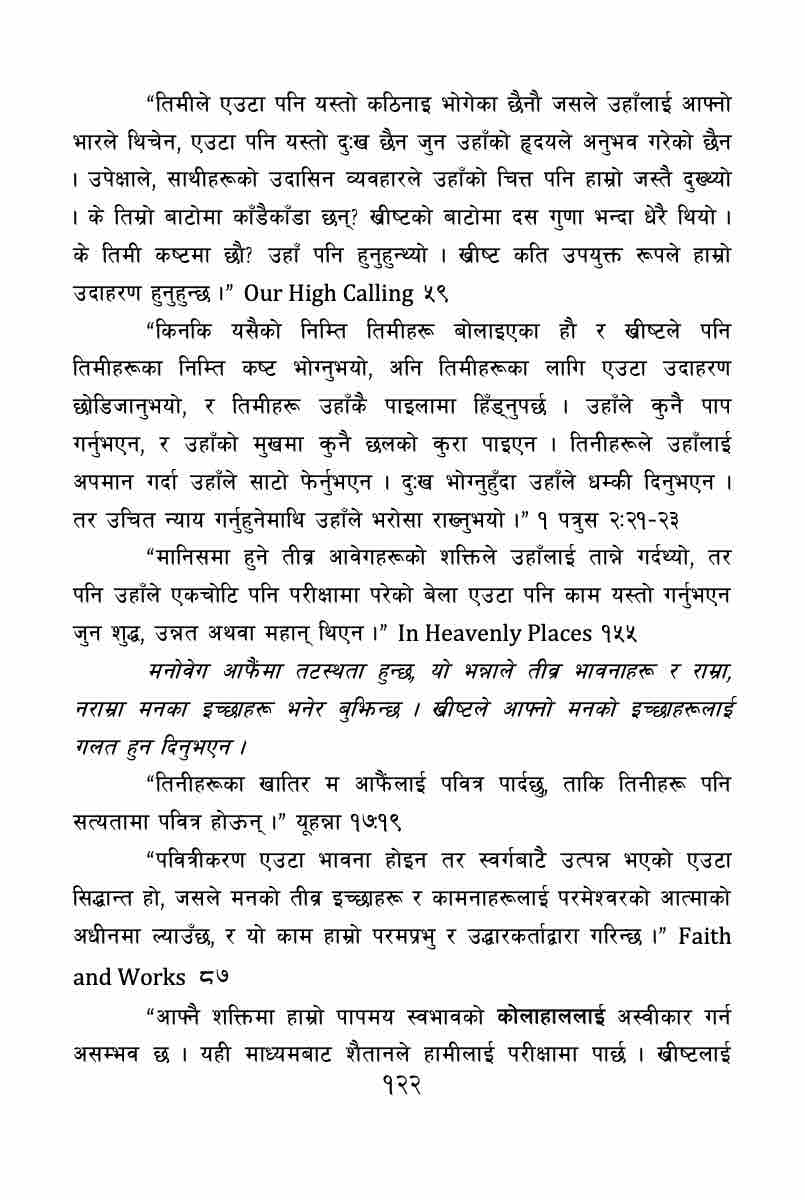 “तिमीले एउटा पनि यस्तो कठिनाइ भोगेका छैनौ जसले उहाँलाई आफ्नो
भारले थिचेन, एउटा पनि यस्तो दुःख छैन जुन उहाँको हृदयले अनुभव गरेको छैन
। उपेक्षाले, साथीहरूको उदासिन व्यवहारले उहाँको चित्त पनि हाम्रो जस्तै दुख्थ्यो
। के तिम्रो बाटोमा काँडैकाँडा छन्? ख्रीष्टको बाटोमा दस गुणा भन्दा धेरै थियो ।
के तिमी कष्टमा छौ? उहाँ पनि हुनुहुन्थ्यो । ख्रीष्ट कति उपयुक्त रूपले हाम्रो
उदाहरण हुनुहुन्छ ।” Our High Calling ५९
“किनकि यसैको निम्ति तिमीहरू बोलाइएका हौ र ख्रीष्टले पनि
तिमीहरूका निम्ति कष्ट भोग्नुभयो, अनि तिमीहरूका लागि एउटा उदाहरण
छोडिजानुभयो, र तिमीहरू उहाँकै पाइलामा हिँड्नुपर्छ । उहाँले कुनै पाप
गर्नुभएन, र उहाँको मुखमा कुनै छलको कुरा पाइएन । तिनीहरूले उहाँलाई
अपमान गर्दा उहाँले साटो फेर्नुभएन । दुःख भोग्नुहुँदा उहाँले धम्की दिनुभएन ।
तर उचित न्याय गर्नुहुनेमाथि उहाँले भरोसा राख्नुभयो ।” १ पत्रुस २:२१-२३
“मानिसमा हुने तीव्र आवेगहरूको शक्तिले उहाँलाई तान्ने गर्दथ्यो, तर
पनि उहाँले एकचोटि पनि परीक्षामा परेको बेला एउटा पनि काम यस्तो गर्नुभएन
जुन शुद्ध, उन्नत अथवा महान् थिएन ।” In Heavenly Places १५५
मनोवेग आफैंमा तटस्थता हुन्छ, यो भन्नाले तीव्र भावनाहरू र राम्रा,
नराम्रा मनका इच्छाहरू भनेर बुझिन्छ । ख्रीष्टले आफ्नो मनको इच्छाहरूलाई
गलत हुन दिनुभएन ।
“तिनीहरूका खातिर म आफैंलाई पवित्र पार्दछु, ताकि तिनीहरू पनि
सत्यतामा पवित्र होऊन् ।” यूहन्ना १७:१९
“पवित्रीकरण एउटा भावना होइन तर स्वर्गबाटै उत्पन्न भएको एउटा
सिद्धान्त हो, जसले मनको तीव्र इच्छाहरू र कामनाहरूलाई परमेश्वरको आत्माको
अधीनमा ल्याउँछ, र यो काम हाम्रो परमप्रभु र उद्धारकर्ताद्वारा गरिन्छ ।” Faith
and Works ८७
“आफ्नै शक्तिमा हाम्रो पापमय स्वभावको कोलाहाललाई अस्वीकार गर्न
असम्भव छ । यही माध्यमबाट शैतानले हामीलाई परीक्षामा पार्छ । ख्रीष्टलाई
१२२